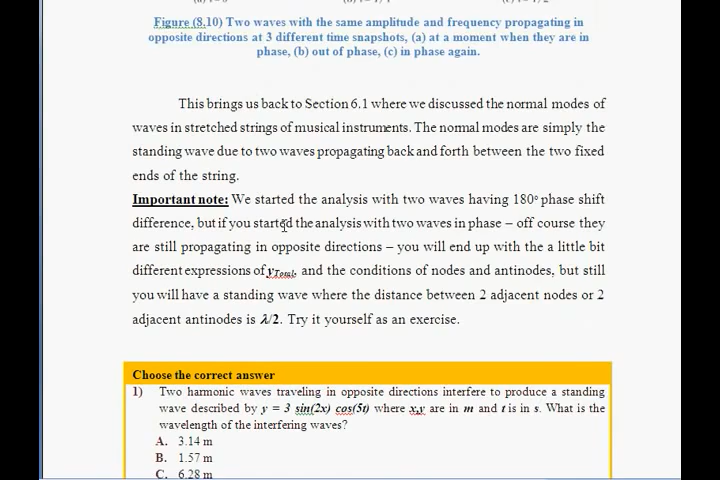 Figure (8.10) Two waves with the same amplitude and frequency propagating in
opposite directions at 3 different time snapshots, (a) at a moment when they are in
phase, (b) out of phase, (c) in phase again.
This brings us back to Section 6.1 where we discussed the normal modes of
waves in stretched strings of musical instruments. The normal modes are simply the
standing wave due to two waves propagating back and forth between the two fixed
ends of the string.
Important note: We started the analysis with two waves having 180° phase shift
difference, but if you started the analysis with two waves in phase – off course they
are still propagating in opposite directions – you will end up with the a little bit
different expressions of yTotal, and the conditions of nodes and antinodes, but still
you will have a standing wave where the distance between 2 adjacent nodes or 2
adjacent antinodes is λ/2. Try it yourself as an exercise.
Choose the correct answer
1) Two harmonic waves traveling in opposite directions interfere to produce a standing
wave described by y = 3 sin(2x) cos(5t) where x,y are in m and t is in s. What is the
wavelength of the interfering waves?
A. 3.14 m
B. 1.57 m
C. 6.28 m